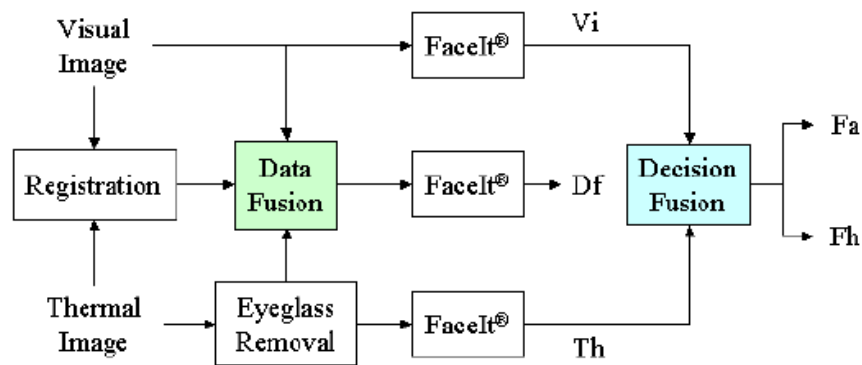 Visual
Image
FaceIt®
Vi
Registration
Data
Fusion
FaceIt®
Df
Decision
Fusion
Fa
Fh
Thermal
Image
Eyeglass
Removal
FaceIt®
Th